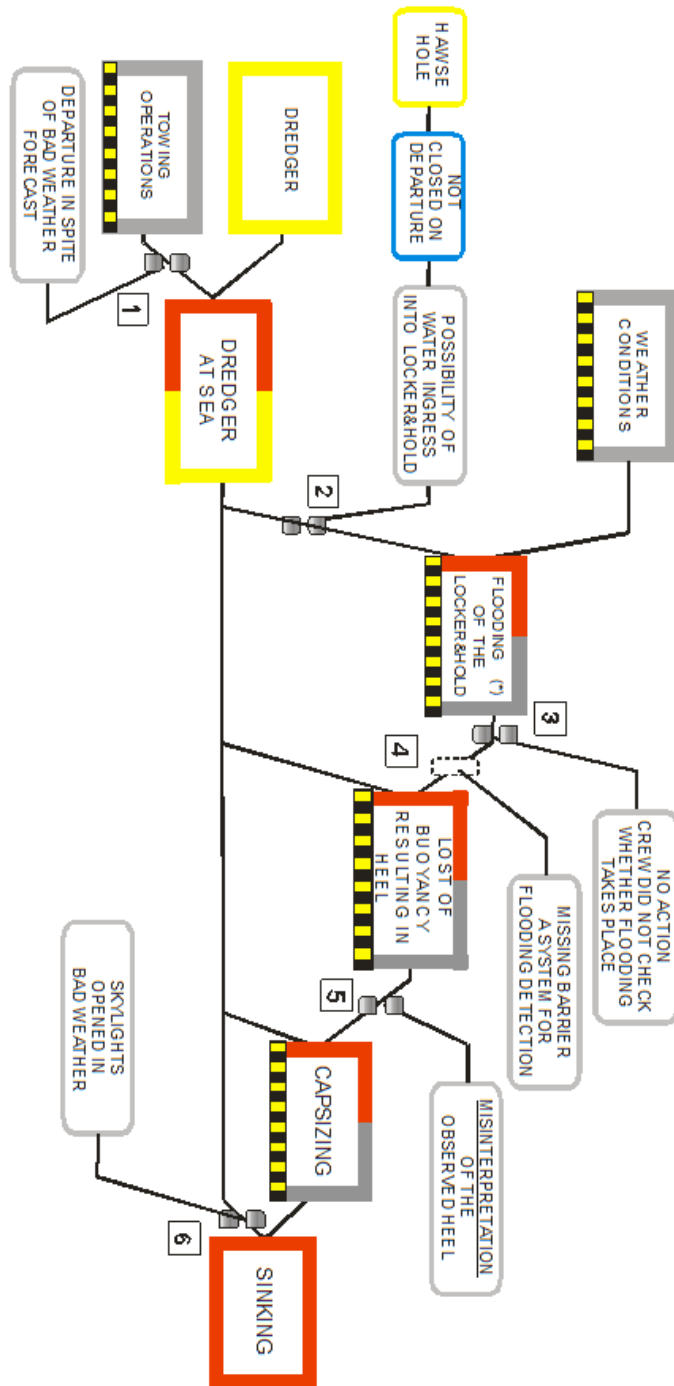 HAWSE
HOLE
NOT
CLOSED ON
DEPARTURE
POSSIBILITY OF
WATER INGRESS
INTO LOCKER&HOLD
WEATHER
CONDITIONS
DREDGER
TOWING
OPERATIONS
DEPARTURE IN SPITE
OF BAD WEATHER
FORECAST
1
DREDGER
AT SEA
2
FLOODING (*)
OF THE
LOCKER&HOLD
3
4
NO ACTION
CREW DID NOT CHECK
WHETHER FLOODING
TAKES PLACE
MISSING BARRIER
A SYSTEM FOR
FLOODING DETECTION
LOST OF
BUOYANCY
RESULTING IN
HEEL
5
MISINTERPRETATION
OF THE
OBSERVED HEEL
CAPSIZING
SKYLIGHTS
OPENED IN
BAD WEATHER
6
SINKING